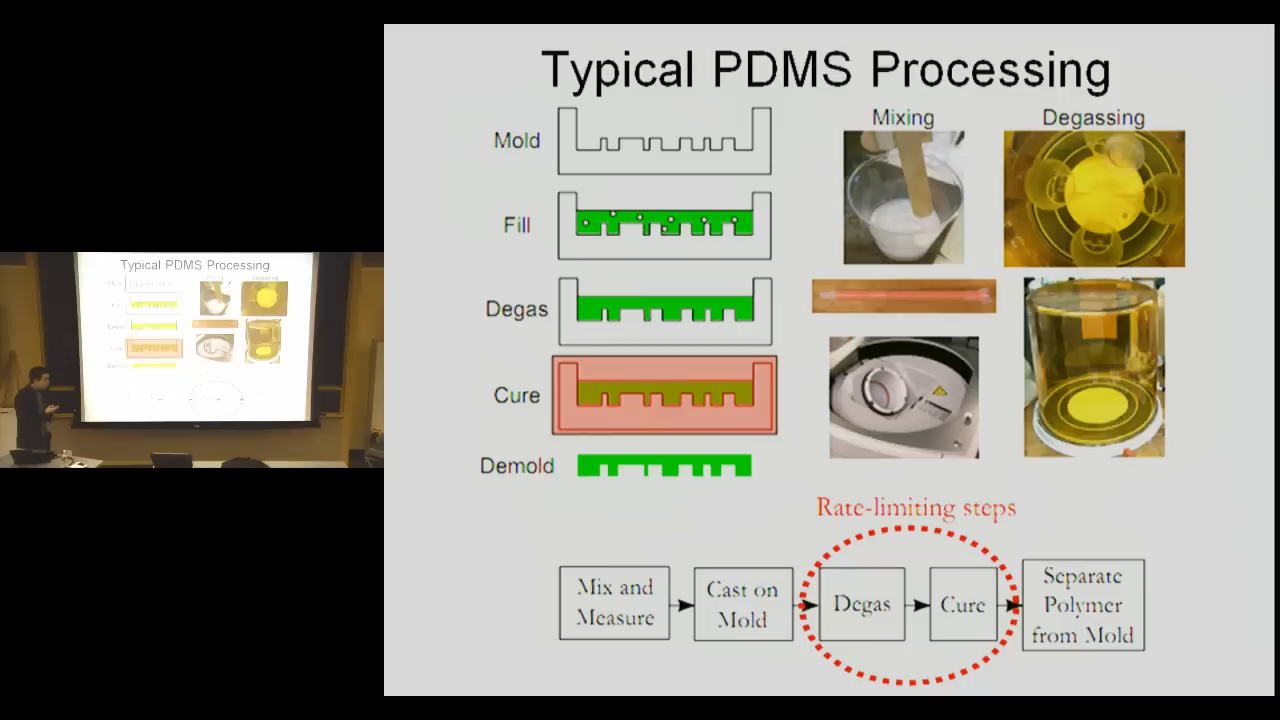 Typical PDMS Processing
Mold
Fill
Degas
Cure
Demold
Mixing
Degassing
Rate-limiting steps
Mix and
Measure
Cast on
Mold
Degas
Cure
Separate
Polymer
from Mold
Typical PDMS Processing